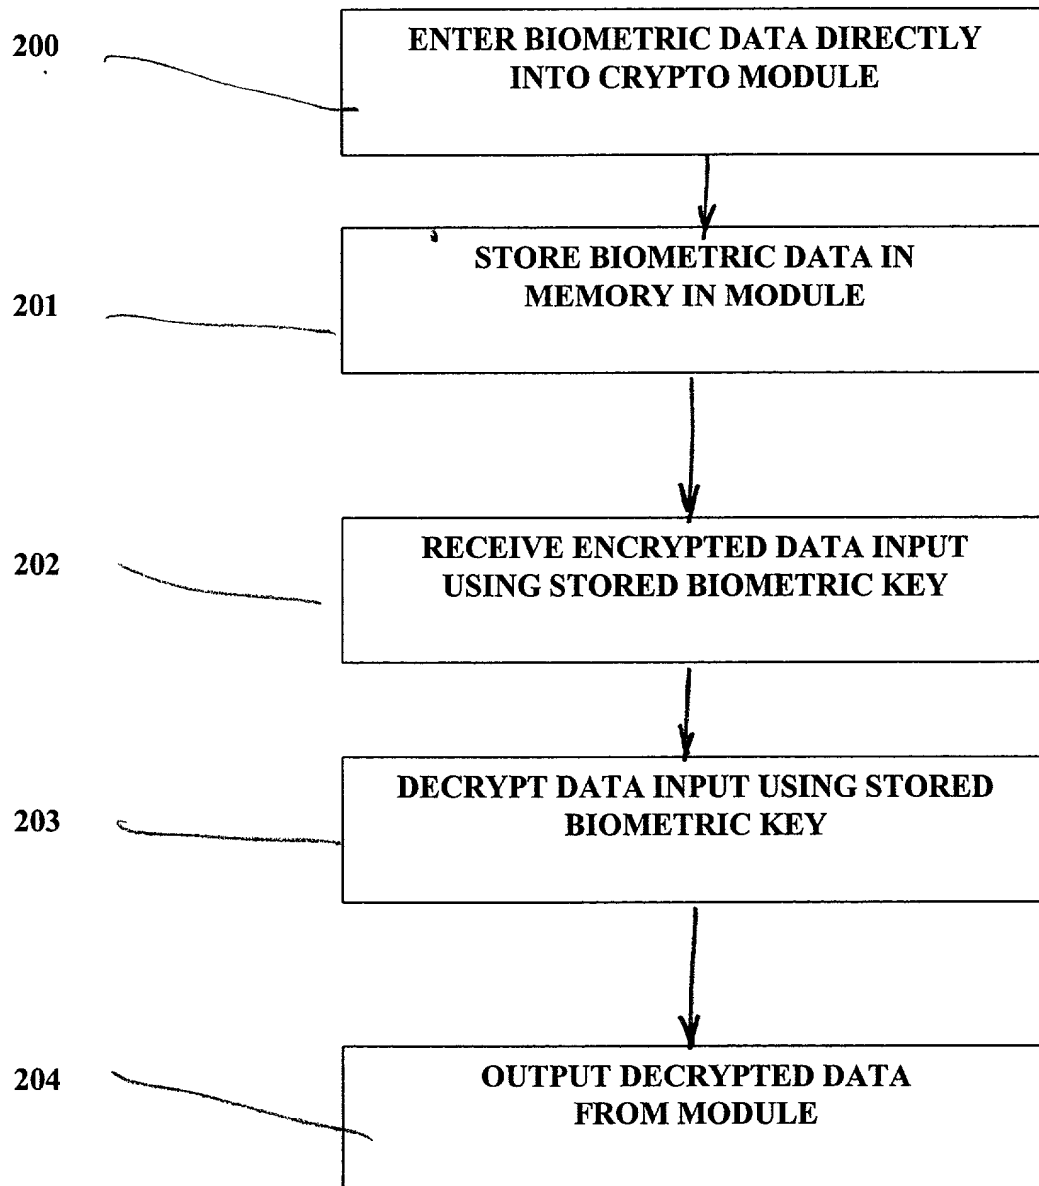 200
ENTER BIOMETRIC DATA DIRECTLY
INTO CRYPTO MODULE
201
STORE BIOMETRIC DATA IN
MEMORY IN MODULE
202
RECEIVE ENCRYPTED DATA INPUT
USING STORED BIOMETRIC KEY
203
DECRYPT DATA INPUT USING STORED
BIOMETRIC KEY
204
OUTPUT DECRYPTED DATA
FROM MODULE